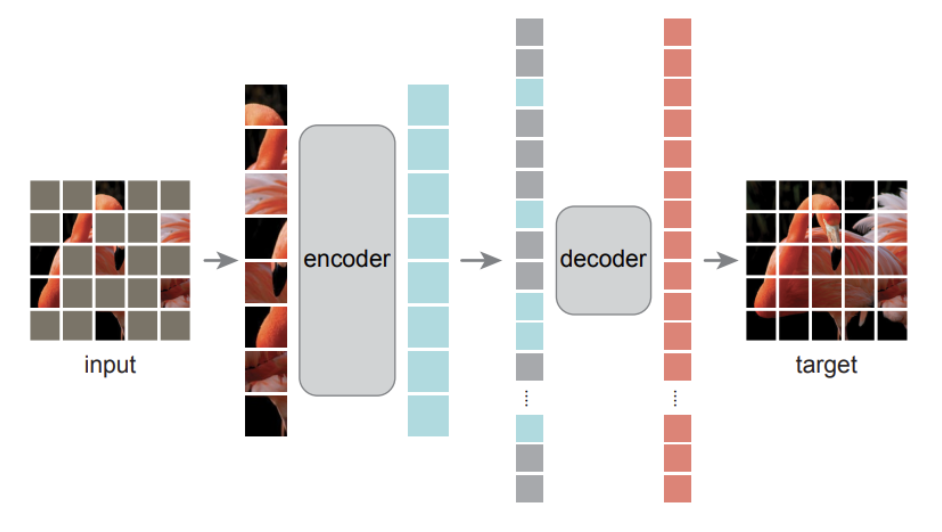 input
encoder
decoder
target